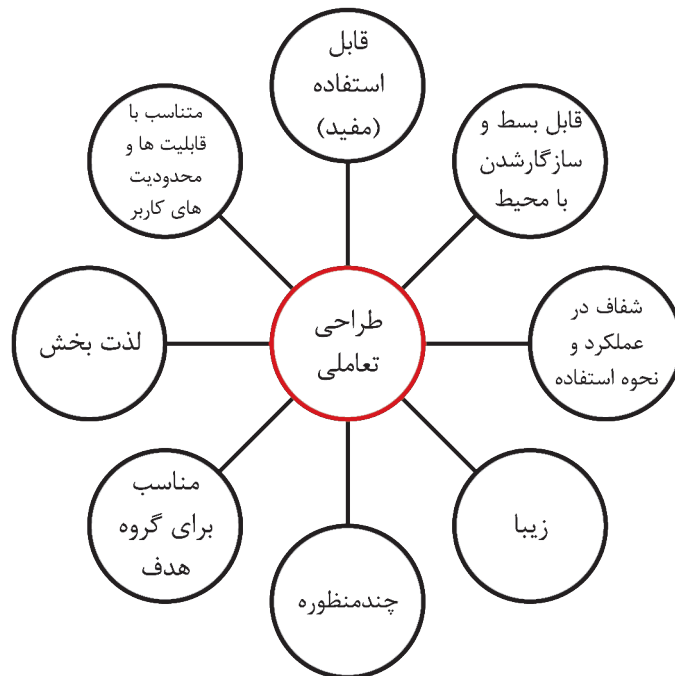 قابل
استفاده
(مفید)
قابل بسط و
سازگارشدن
با محیط
شفاف در
عملکرد و
نحوه استفاده
زیبا
چندمنظوره
مناسب
برای گروه
هدف
لذت بخش
متناسب با
قابلیت ها و
محدودیت
های کاربر
طراحی
تعاملی